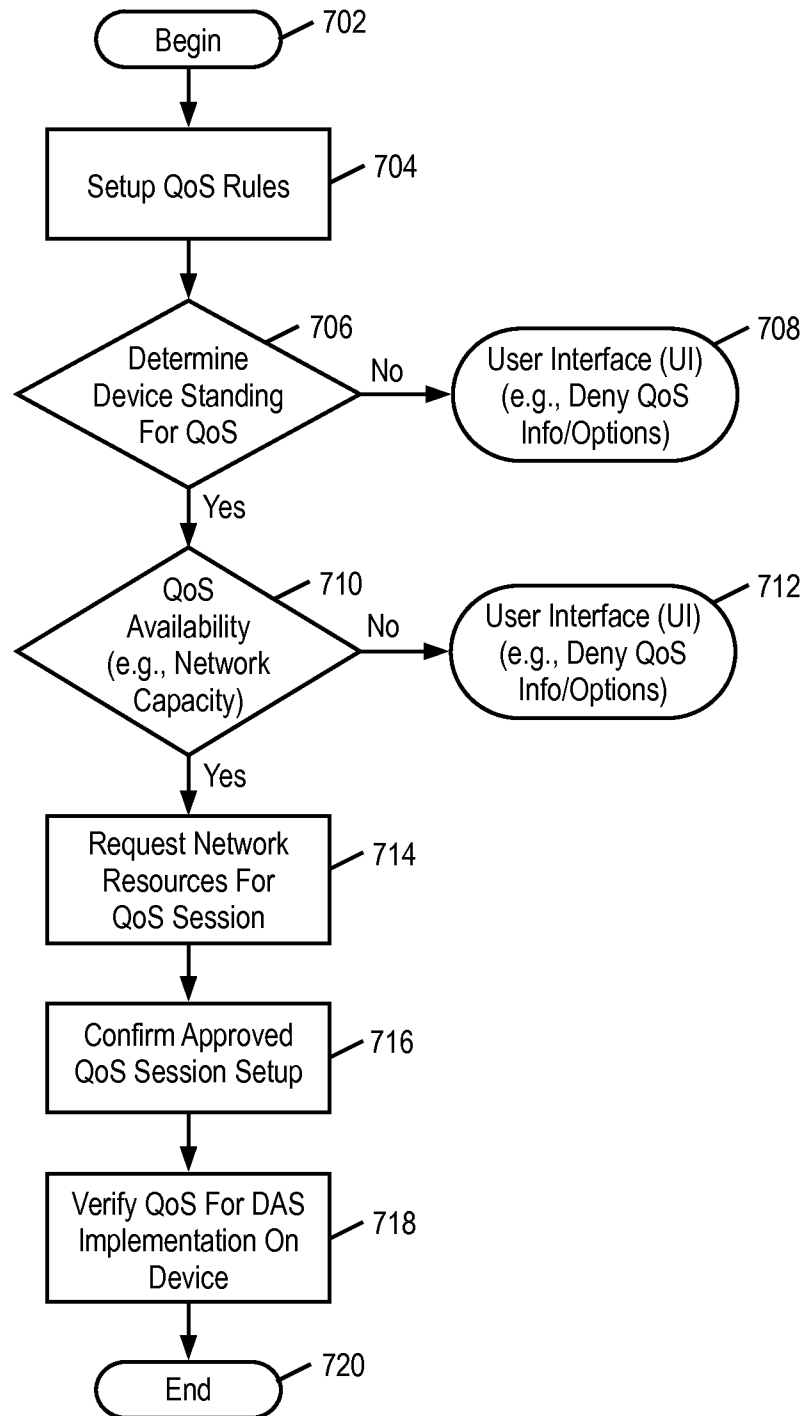 Begin
702
Setup QoS Rules
704
Determine
Device Standing
For QoS
706
No
User Interface (UI)
(e.g., Deny QoS
Info/Options)
708
Yes
QoS
Availability
(e.g., Network
Capacity)
710
No
User Interface (UI)
(e.g., Deny QoS
Info/Options)
712
Yes
Request Network
Resources For
QoS Session
714
Confirm Approved
QoS Session Setup
716
Verify QoS For DAS
Implementation On
Device
718
End
720